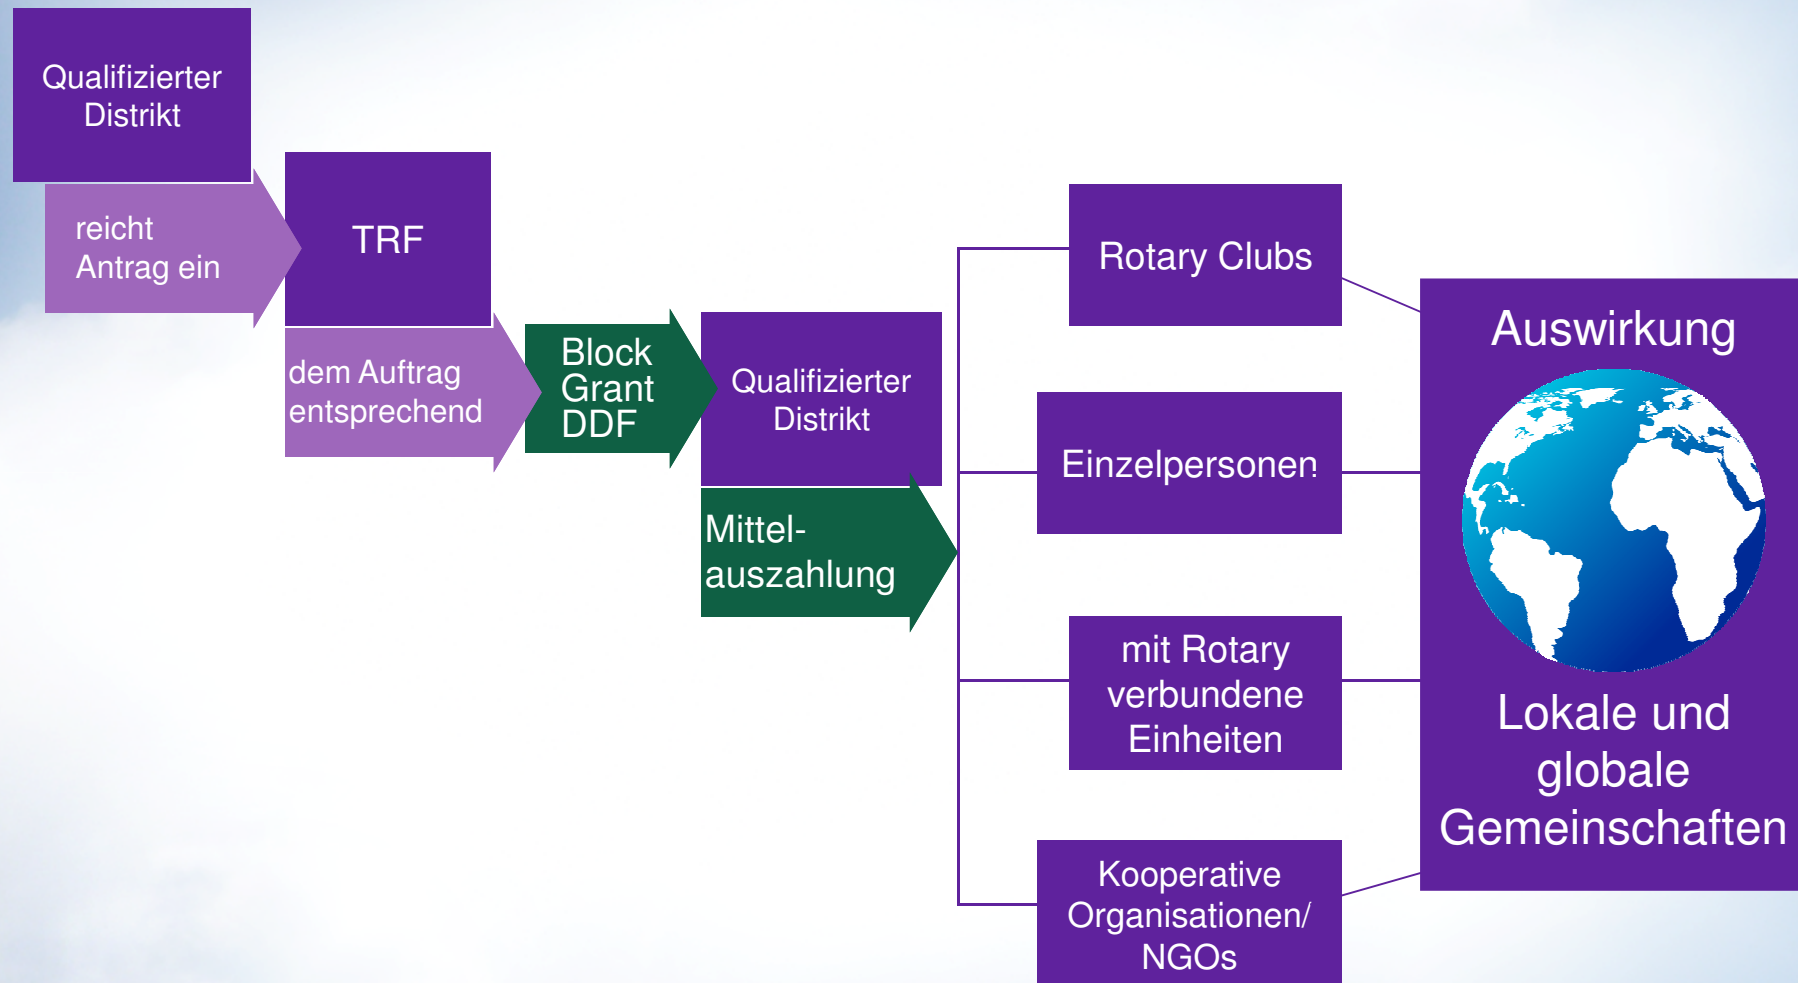 Qualifizierter
Distrikt
reicht
Antrag ein
TRF
dem Auftrag
entsprechend
Block
Grant
DDF
Qualifizierter
Distrikt
Mittel-
auszahlung
Rotary Clubs
Einzelpersonen
mit Rotary
verbundene
Einheiten
Kooperative
Organisationen/
NGOs
Auswirkung
Lokale und
globale
Gemeinschaften